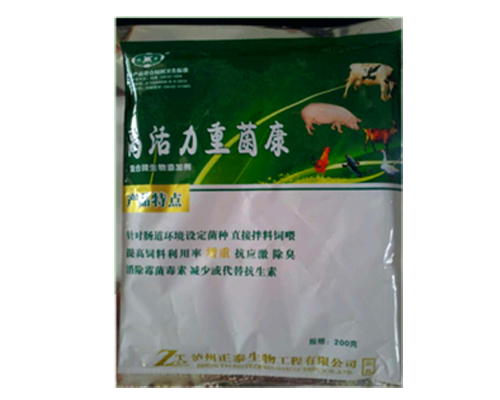 高活力重菌康
复合微生物添加剂
产品特点
针对肠道环境设定菌种 直接拌料饲喂
提高饲料利用率 增重 抗应激 除臭
消除霉菌毒素 减少或代替抗生素
规格：200克
泸州正泰生物工程有限公司